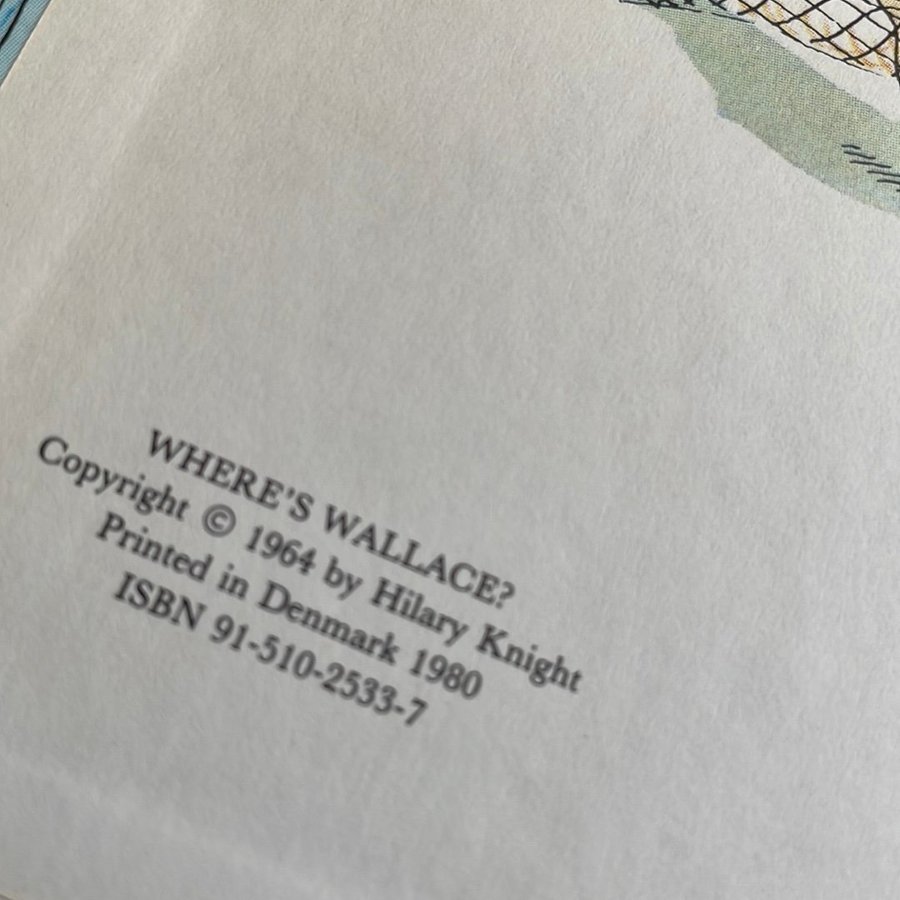 WHERE'S WALLACE?
Copyright © 1964 by Hilary Knight
Printed in Denmark 1980
ISBN 91-510-2533-7